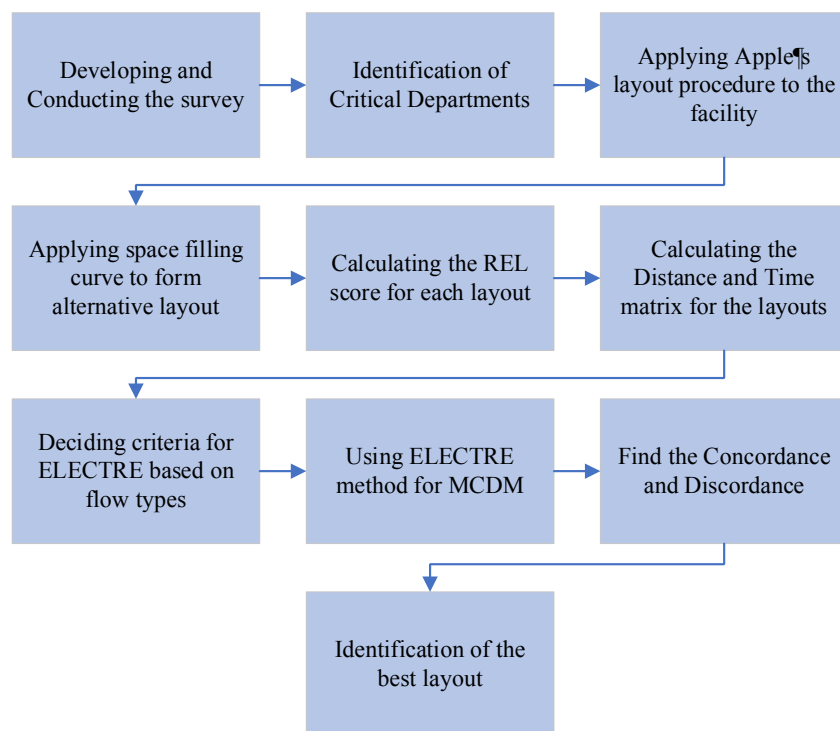 Developing and
Conducting the survey
Identification of
Critical Departments
Applying Apple¶s
layout procedure to the
facility
Applying space filling
curve to form
alternative layout
Calculating the REL
score for each layout
Calculating the
Distance and Time
matrix for the layouts
Deciding criteria for
ELECTRE based on
flow types
Using ELECTRE
method for MCDM
Find the Concordance
and Discordance
Identification of the
best layout